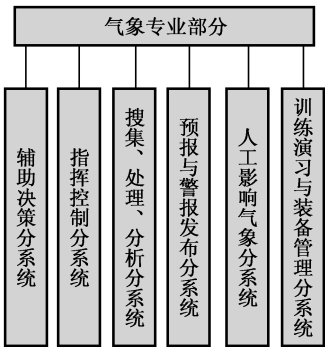 气象专业部分
辅助决策分系统
指挥控制分系统
搜集、处理、分析分系统
预报与警报发布分系统
人工影响气象分系统
训练演习与装备管理分系统